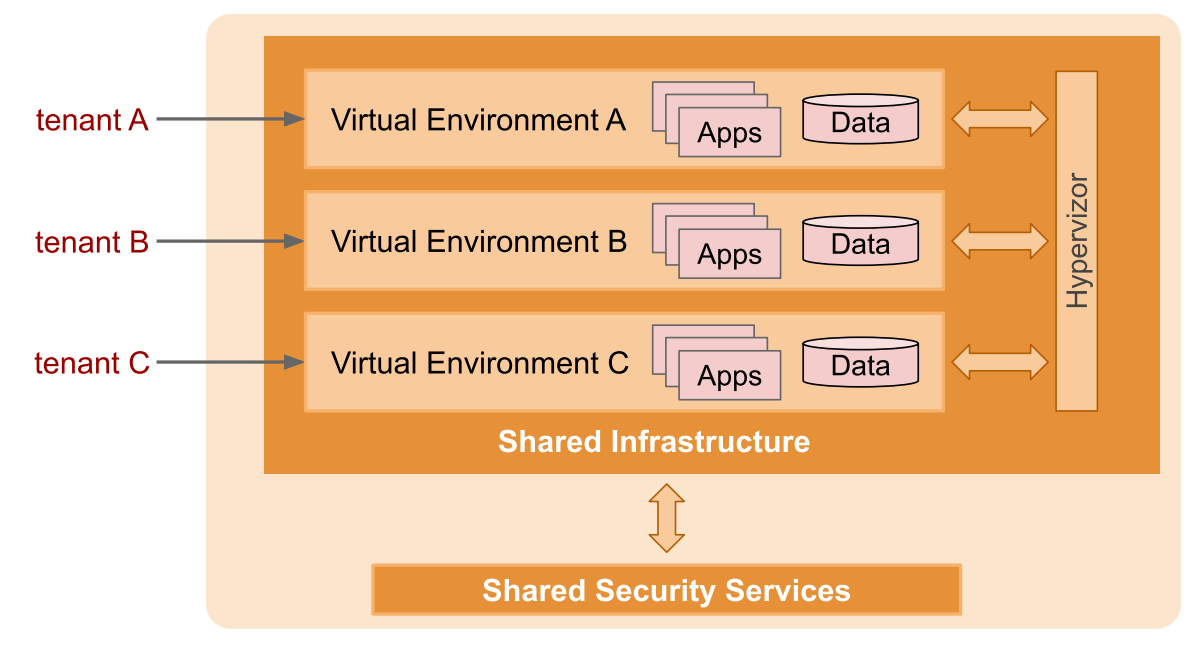 tenant A
Virtual Environment A
Apps
Data
tenant B
Virtual Environment B
Apps
Data
tenant C
Virtual Environment C
Apps
Data
Hypervizor
Shared Infrastructure
Shared Security Services